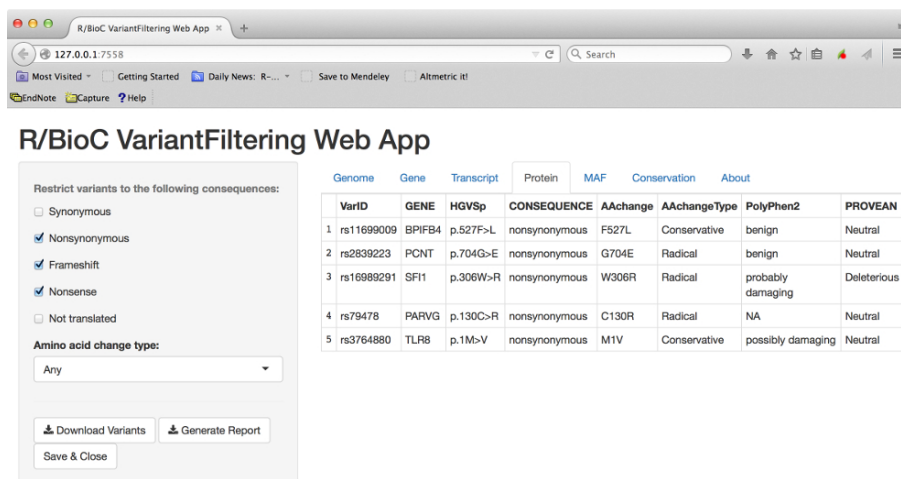 R/BioC VariantFiltering Web App × +
127.0.0.1:7558 Search
Most Visited Getting Started Daily News: R-... Save to Mendeley Altmetric it!
EndNote Capture ? Help
R/BioC VariantFiltering Web App
Restrict variants to the following consequences:
Synonymous
Nonsynonymous
Frameshift
Nonsense
Not translated
Amino acid change type:
Any
Download Variants Generate Report
Save & Close
Genome Gene Transcript Protein MAF Conservation About
VarID GENE HGVSp CONSEQUENCE AAchange AAchangeType PolyPhen2 PROVEAN
1 rs11699009 BPIFB4 p.527F>L nonsynonymous F527L Conservative benign Neutral
2 rs2839223 PCNT p.704G>E nonsynonymous G704E Radical benign Neutral
3 rs16989291 SFI1 p.306W>R nonsynonymous W306R Radical probably Deleterious
damaging
4 rs79478 PARVG p.130C>R nonsynonymous C130R Radical NA Neutral
5 rs3764880 TLR8 p.1M>V nonsynonymous M1V Conservative possibly damaging Neutral